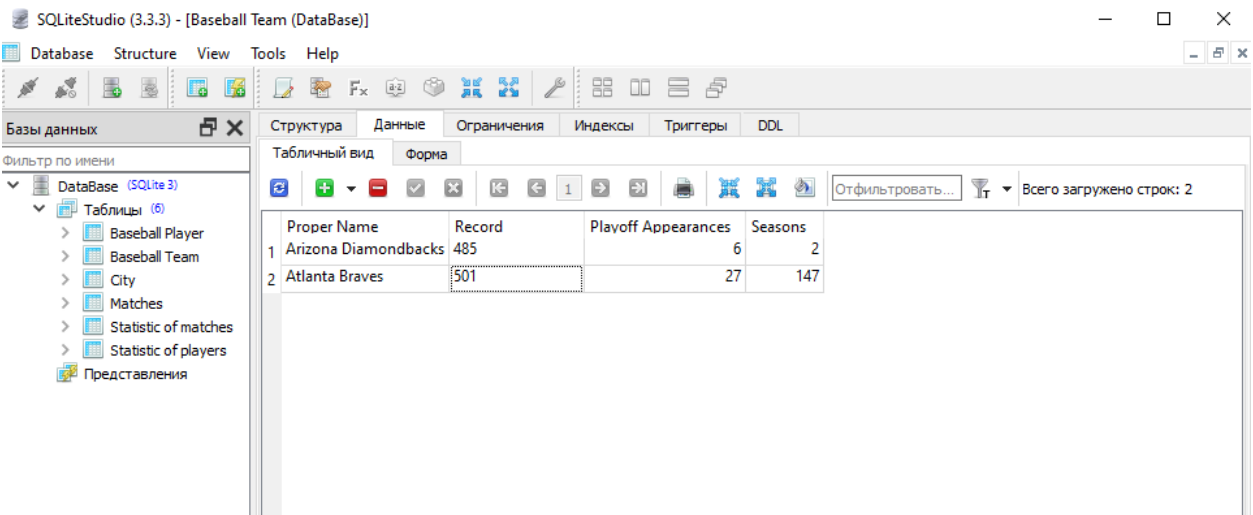 SQLiteStudio (3.3.3) - [Baseball Team (DataBase)]
Database Structure View Tools Help
Базы данных
Фильтр по имени
DataBase (SQLite 3)
Таблицы (6)
Baseball Player
Baseball Team
City
Matches
Statistic of matches
Statistic of players
Представления
Структура Данные Ограничения Индексы Триггеры DDL
Табличный вид Форма
1 Отфильтровать... Всего загружено строк: 2
Proper Name Record Playoff Appearances Seasons
1 Arizona Diamondbacks 485 6 2
2 Atlanta Braves 501 27 147